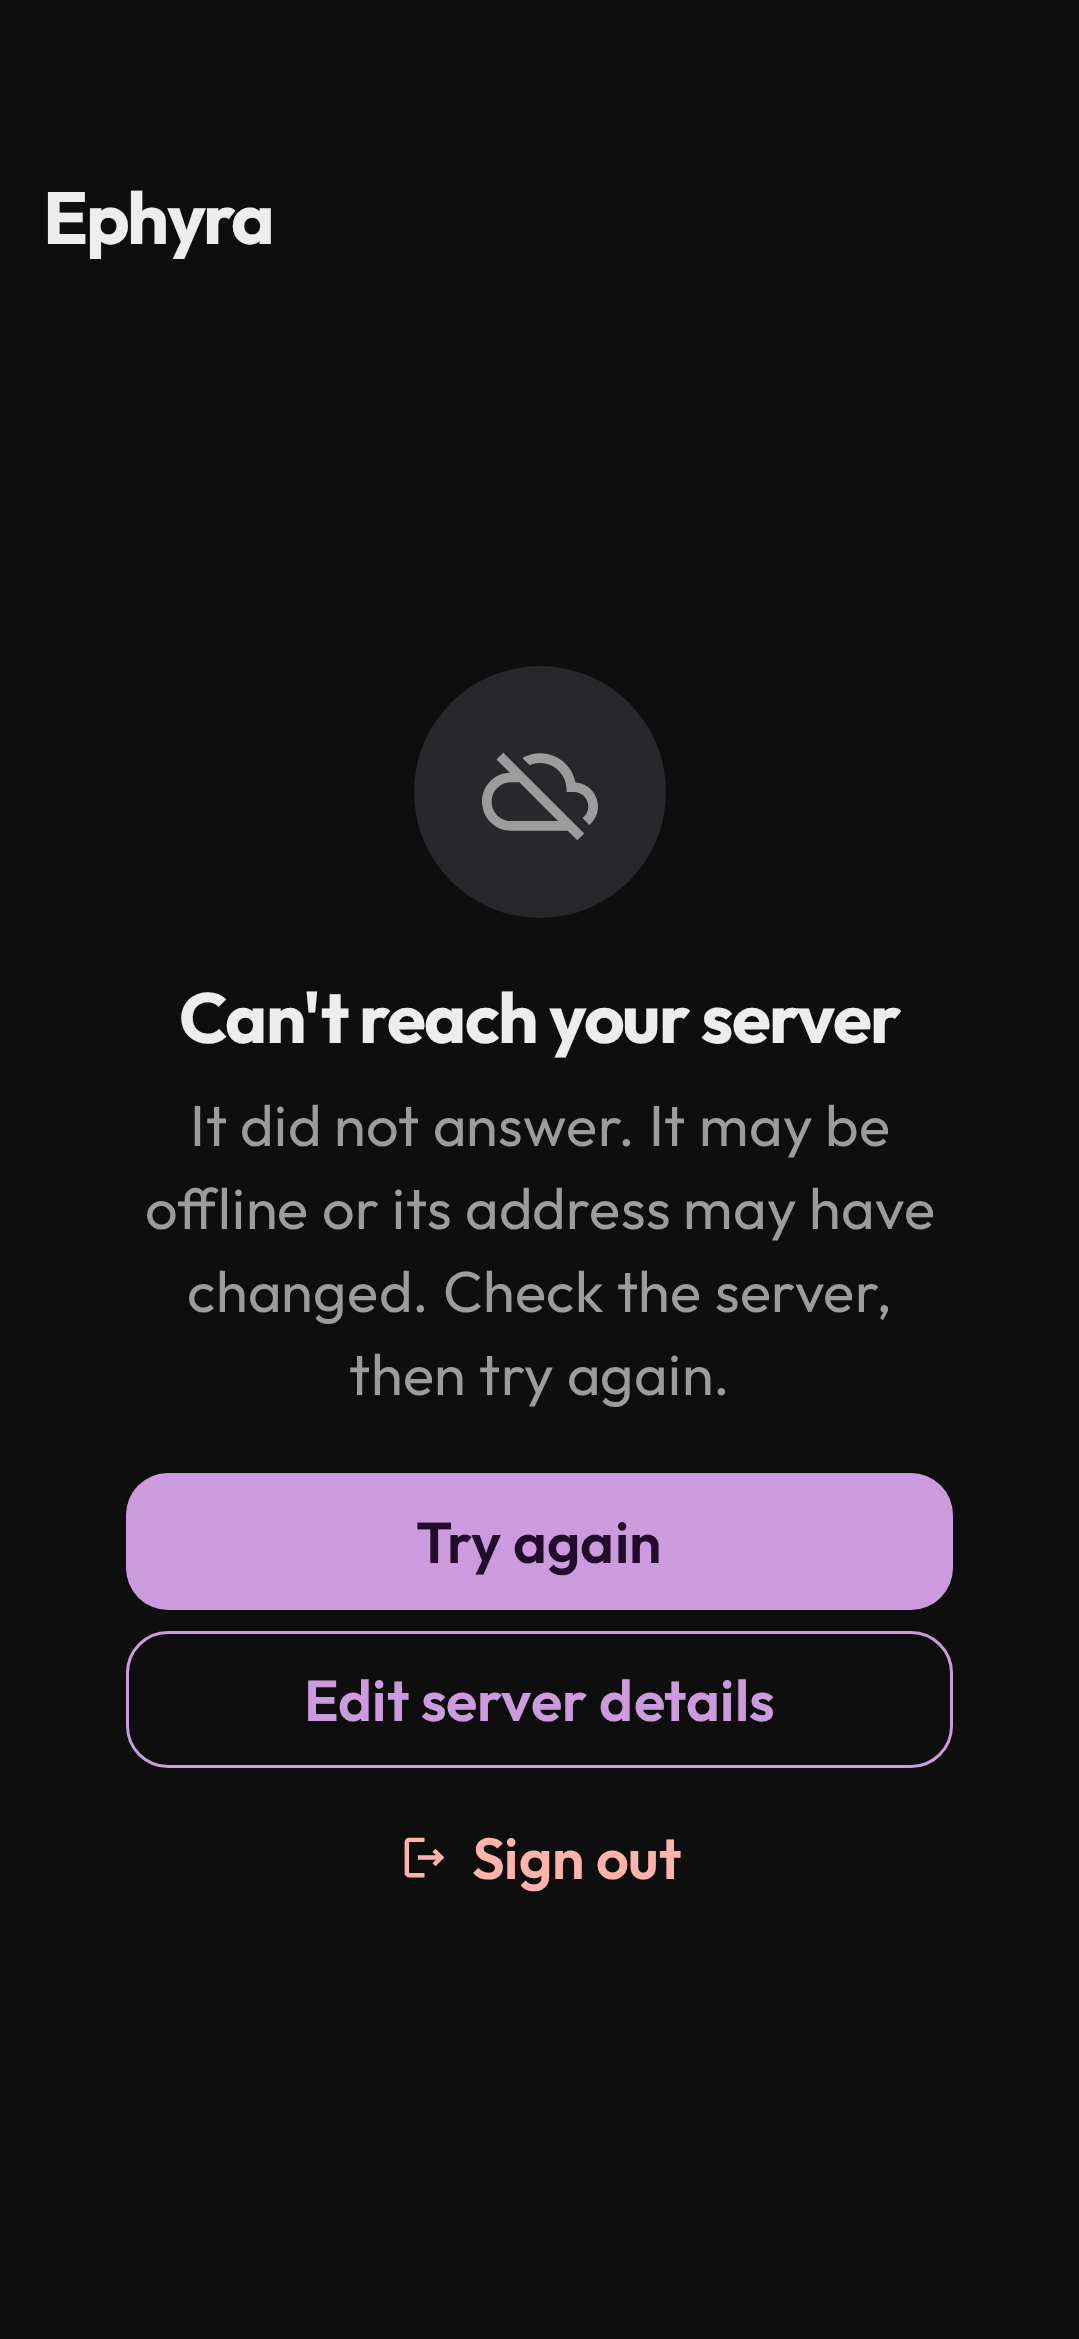 Ephyra
Can't reach your server
It did not answer. It may be
offline or its address may have
changed. Check the server,
then try again.
Try again
Edit server details
Sign out